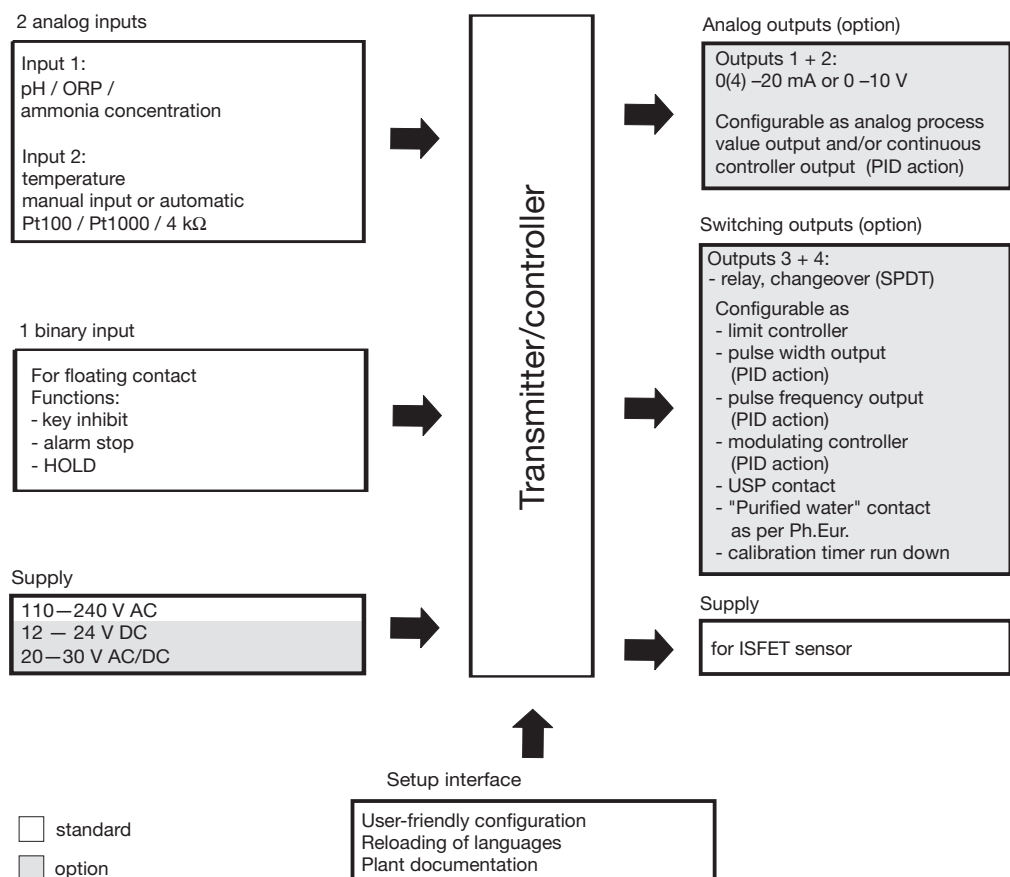 2 analog inputs
Input 1:
pH / ORP /
ammonia concentration
Input 2:
temperature
manual input or automatic
Pt100 / Pt1000 / 4 kΩ
1 binary input
For floating contact
Functions:
- key inhibit
- alarm stop
- HOLD
Supply
110—240 V AC
12 — 24 V DC
20—30 V AC/DC
Transmitter/controller
Analog outputs (option)
Outputs 1 + 2:
0(4) –20 mA or 0 –10 V
Configurable as analog process
value output and/or continuous
controller output (PID action)
Switching outputs (option)
Outputs 3 + 4:
- relay, changeover (SPDT)
Configurable as
- limit controller
- pulse width output
(PID action)
- pulse frequency output
(PID action)
- modulating controller
(PID action)
- USP contact
- "Purified water" contact
as per Ph.Eur.
- calibration timer run down
Supply
for ISFET sensor
Setup interface
User-friendly configuration
Reloading of languages
Plant documentation
standard
option